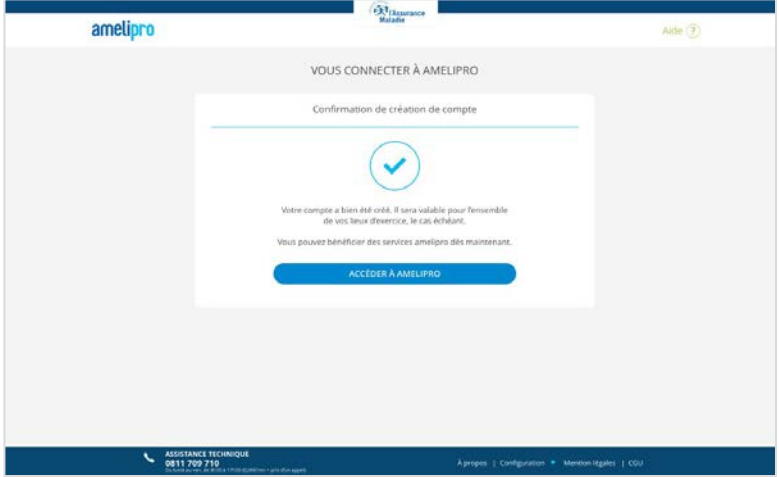 l'Assurance
Maladie
amelipro
Aide ?
VOUS CONNECTER À AMELIPRO
Confirmation de création de compte
Votre compte a bien été créé. Il sera valable pour l'ensemble
de vos lieux d'exercice, le cas échéant.
Vous pouvez bénéficier des services amelipro dès maintenant.
ACCÉDER À AMELIPRO
ASSISTANCE TECHNIQUE
0811 709 710
À propos | Configuration Mention légales | CGU